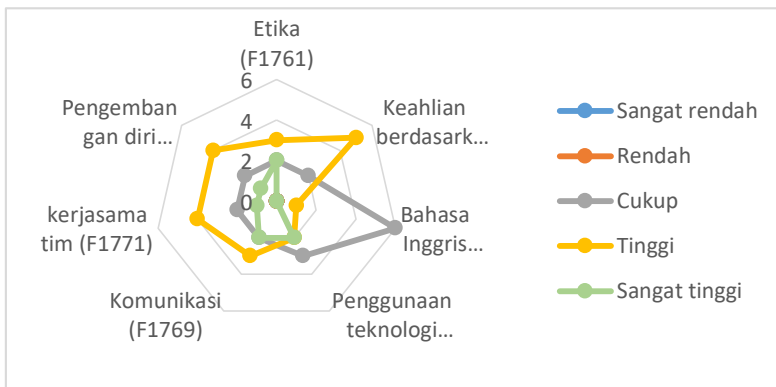 Etika
(F1761)
Keahlian
berdasark...
Bahasa
Inggris...
Penggunaan
teknologi...
Komunikasi
(F1769)
kerjasama
tim (F1771)
Pengemban
gan diri...
6
4
2
0
Sangat rendah
Rendah
Cukup
Tinggi
Sangat tinggi